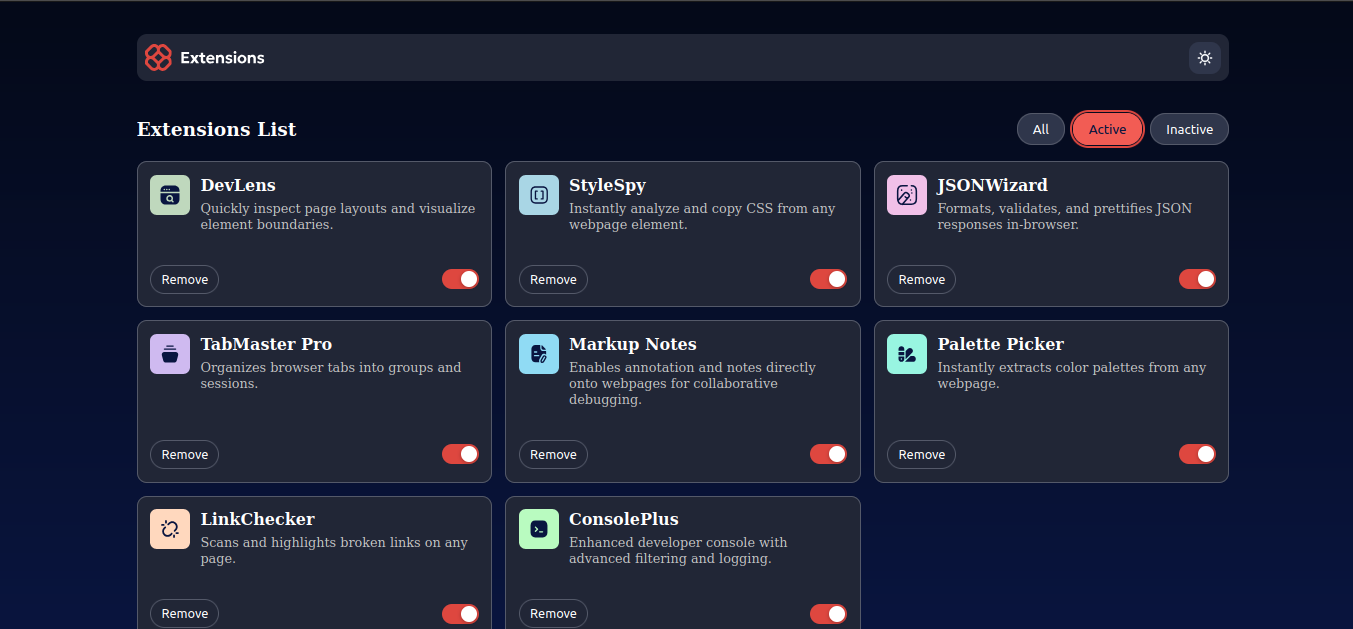 Extensions
Extensions List
All
Active
Inactive
DevLens
Quickly inspect page layouts and visualize
element boundaries.
Remove
StyleSpy
Instantly analyze and copy CSS from any
webpage element.
Remove
JSONWizard
Formats, validates, and prettifies JSON
responses in-browser.
Remove
TabMaster Pro
Organizes browser tabs into groups and
sessions.
Remove
Markup Notes
Enables annotation and notes directly
onto webpages for collaborative
debugging.
Remove
Palette Picker
Instantly extracts color palettes from any
webpage.
Remove
LinkChecker
Scans and highlights broken links on any
page.
Remove
ConsolePlus
Enhanced developer console with
advanced filtering and logging.
Remove